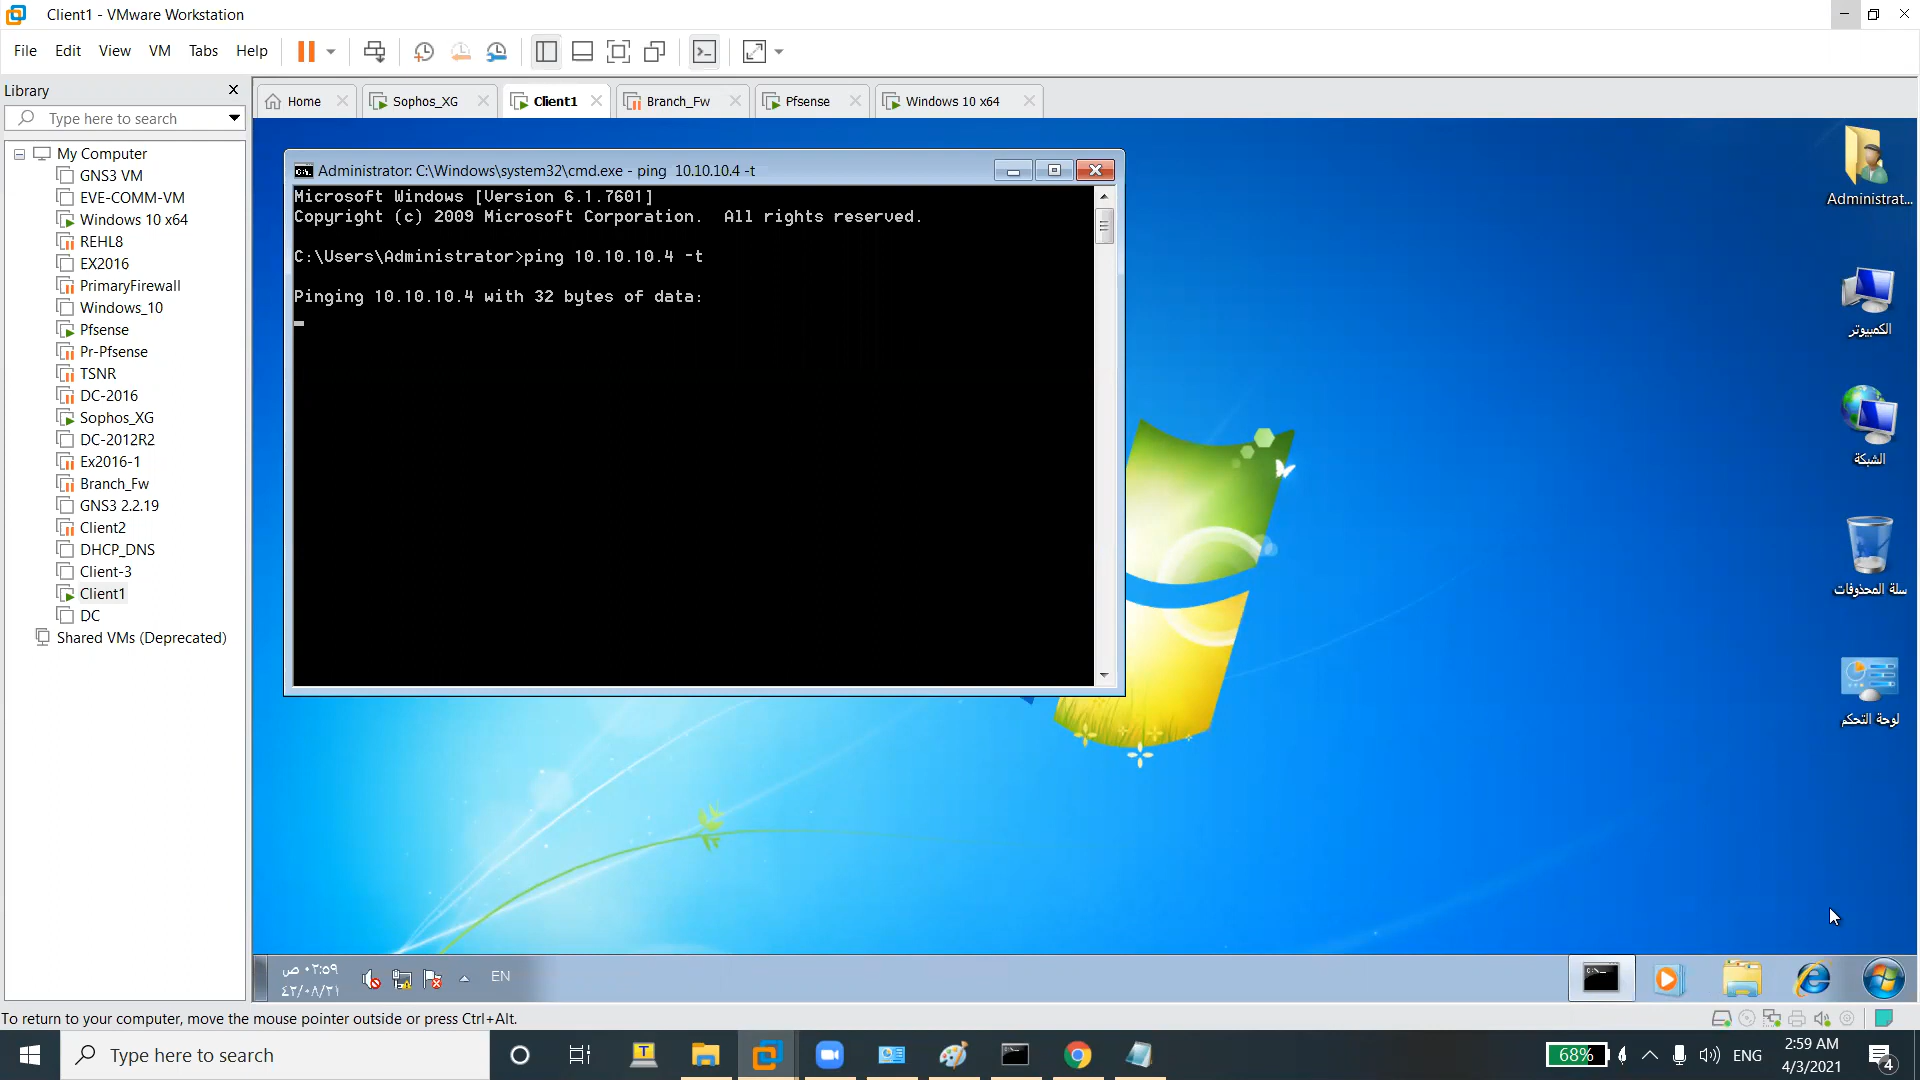 Client1 - VMware Workstation
File Edit View VM Tabs Help
Library
Type here to search
My Computer
GNS3 VM
EVE-COMM-VM
Windows 10 x64
REHL8
EX2016
PrimaryFirewall
Windows_10
Pfsense
Pr-Pfsense
TSNR
DC-2016
Sophos_XG
DC-2012R2
Ex2016-1
Branch_Fw
GNS3 2.2.19
Client2
DHCP_DNS
Client-3
Client1
DC
Shared VMs (Deprecated)
Home Sophos_XG Client1 Branch_Fw Pfsense Windows 10 x64
Administrator: C:\Windows\system32\cmd.exe - ping 10.10.10.4 -t
Microsoft Windows [Version 6.1.7601]
Copyright (c) 2009 Microsoft Corporation. All rights reserved.
C:\Users\Administrator>ping 10.10.10.4 -t
Pinging 10.10.10.4 with 32 bytes of data:
Administrat...
الكمبيوتر
الشبكة
سلة المحذوفات
لوحة التحكم
٠٢:٥٩ ص
٤٢/٠٨/٢١
EN
To return to your computer, move the mouse pointer outside or press Ctrl+Alt.
Type here to search
T
68%
ENG
2:59 AM
4/3/2021
4